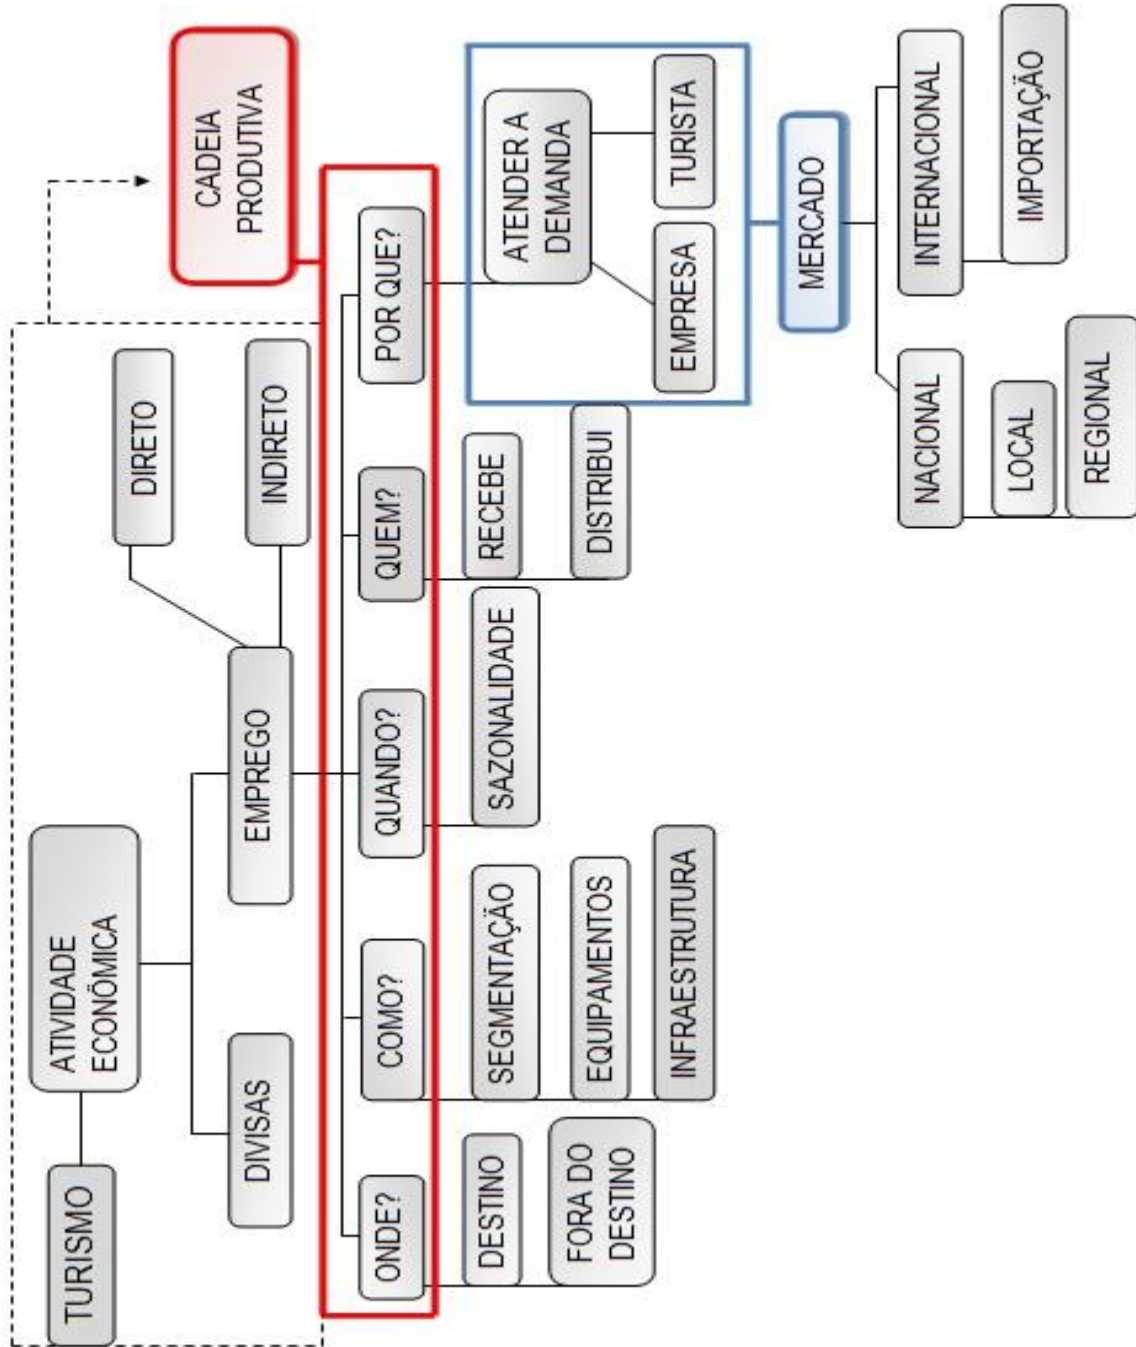 TURISMO
ATIVIDADE
ECONÔMICA
DIVISAS
EMPREGO
DIRETO
INDIRETO
CADEIA
PRODUTIVA
ONDE?
COMO?
QUANDO?
QUEM?
POR QUE?
DESTINO
FORA DO
DESTINO
SEGMENTAÇÃO
EQUIPAMENTOS
INFRAESTRUTURA
SAZONALIDADE
RECEBE
DISTRIBUI
ATENDER A
DEMANDA
EMPRESA
TURISTA
MERCADO
NACIONAL
INTERNACIONAL
LOCAL
REGIONAL
IMPORTAÇÃO